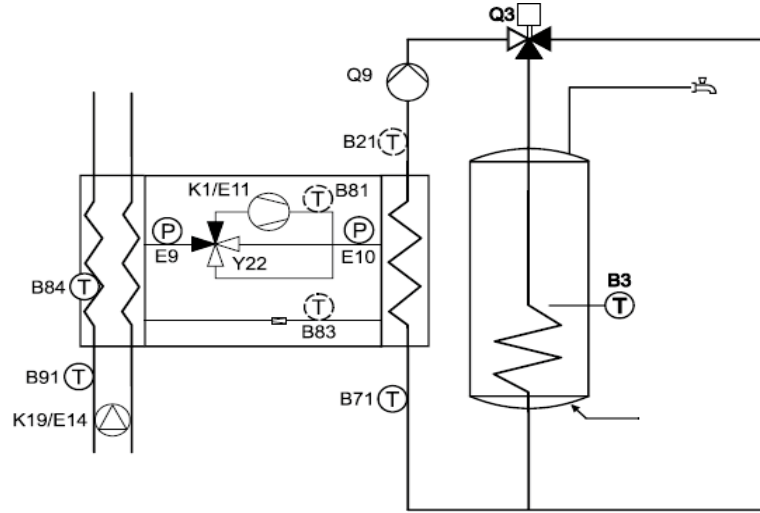 Q3
Q9
B21 T
K1/E11 T B81
P P
E9 Y22 E10
B84 T
T
B83
B3
T
B91 T
B71 T
K19/E14